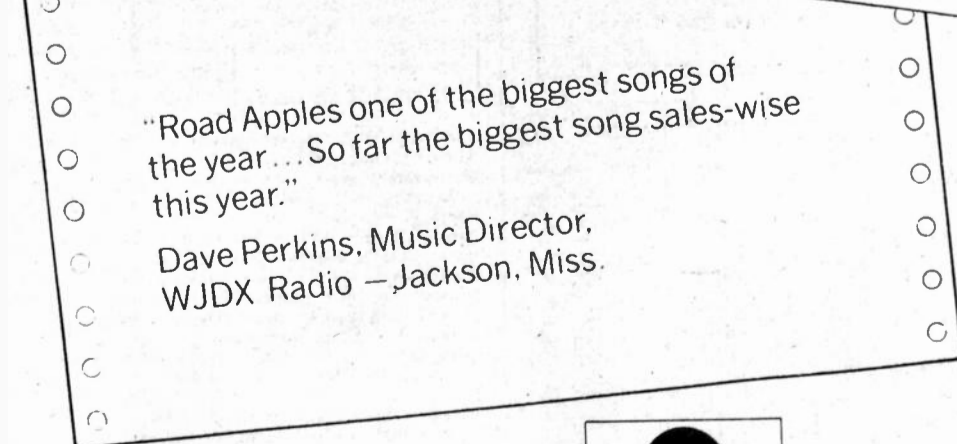 “Road Apples one of the biggest songs of
the year...So far the biggest song sales-wise
this year.”
Dave Perkins, Music Director,
WJDX Radio – Jackson, Miss.